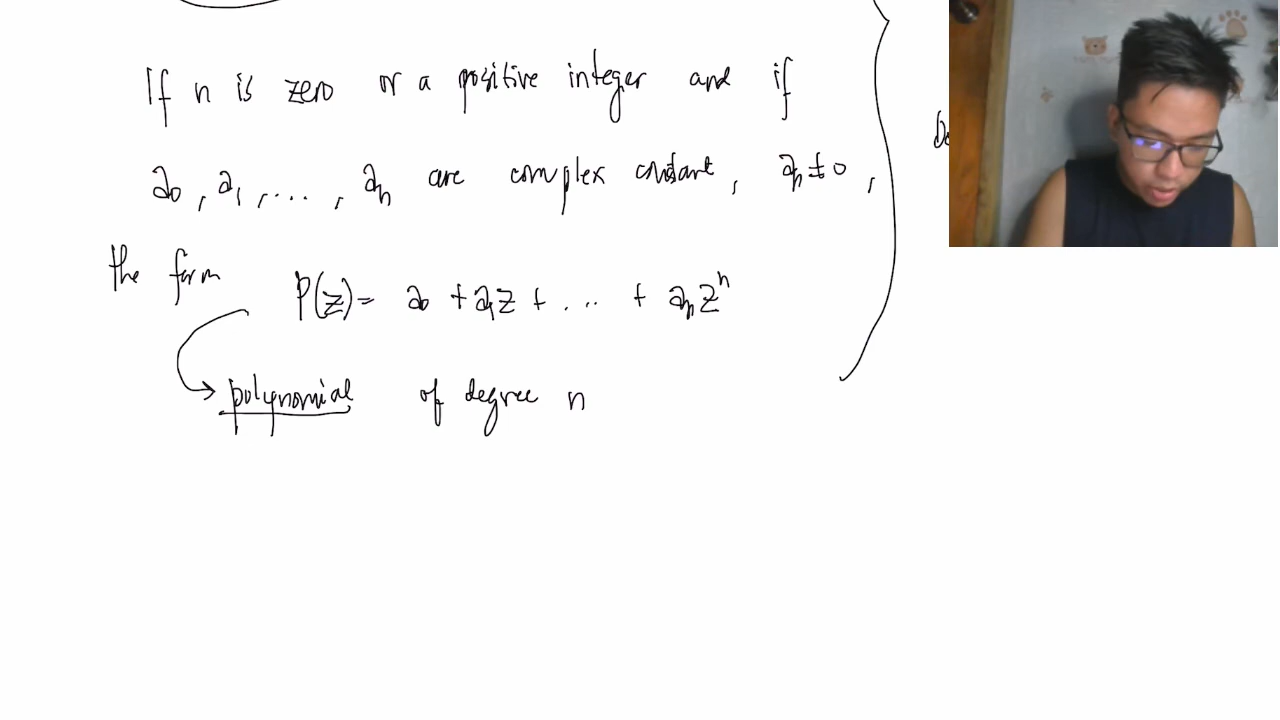 If n is zero or a positive integer and if
a₀, a₁, ..., aₙ are complex constant, aₙ ≠ 0,
the form P(z) = a₀ + a₁z + ... + aₙzⁿ
polynomial of degree n